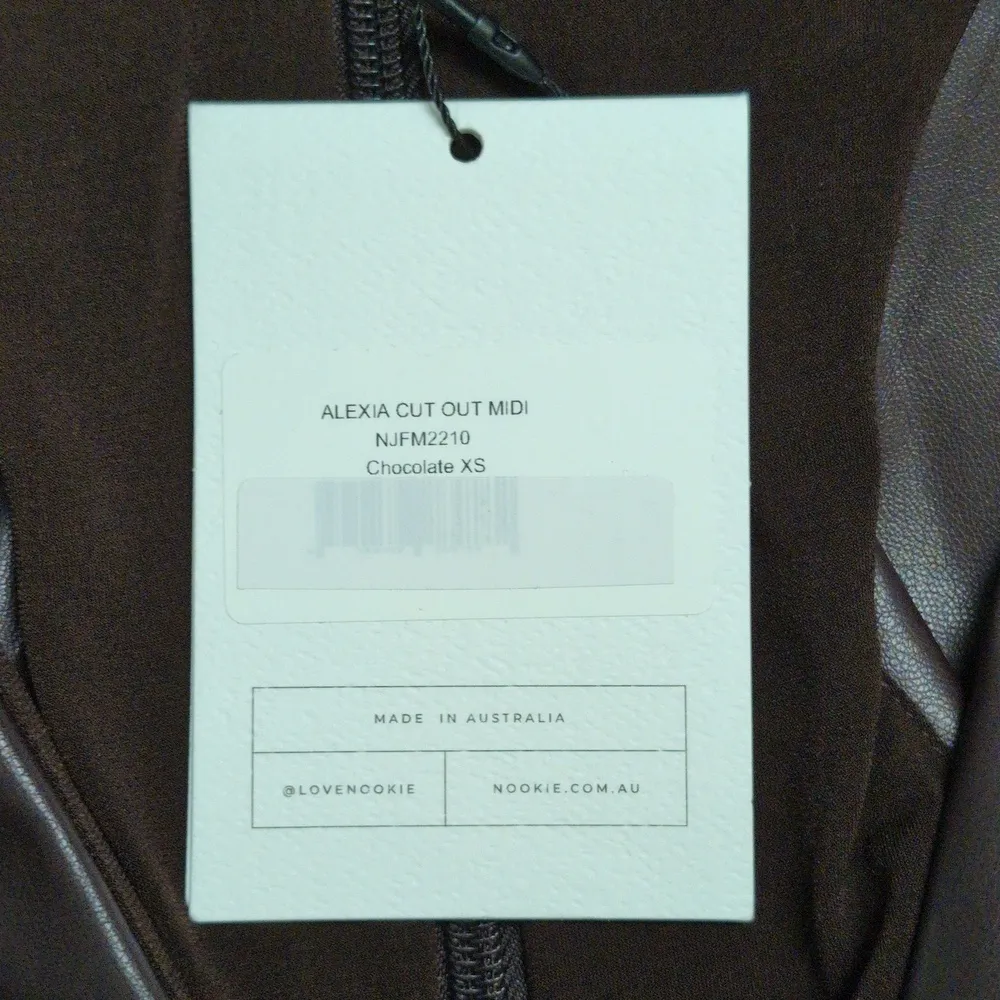 ALEXIA CUT OUT MIDI
NJFM2210
Chocolate XS
MADE IN AUSTRALIA
@LOVENOOKIE
NOOKIE.COM.AU